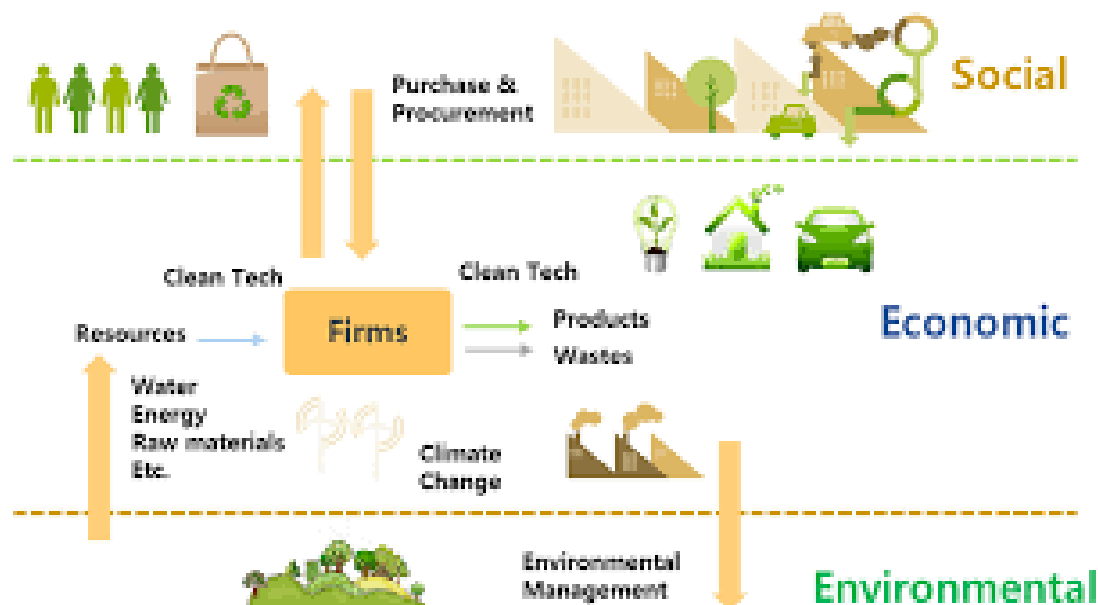 Purchase &
Procurement
Social
Clean Tech
Clean Tech
Resources
Firms
Products
Wastes
Economic
Water
Energy
Raw materials
Etc.
Climate
Change
Environmental
Management
Environmental